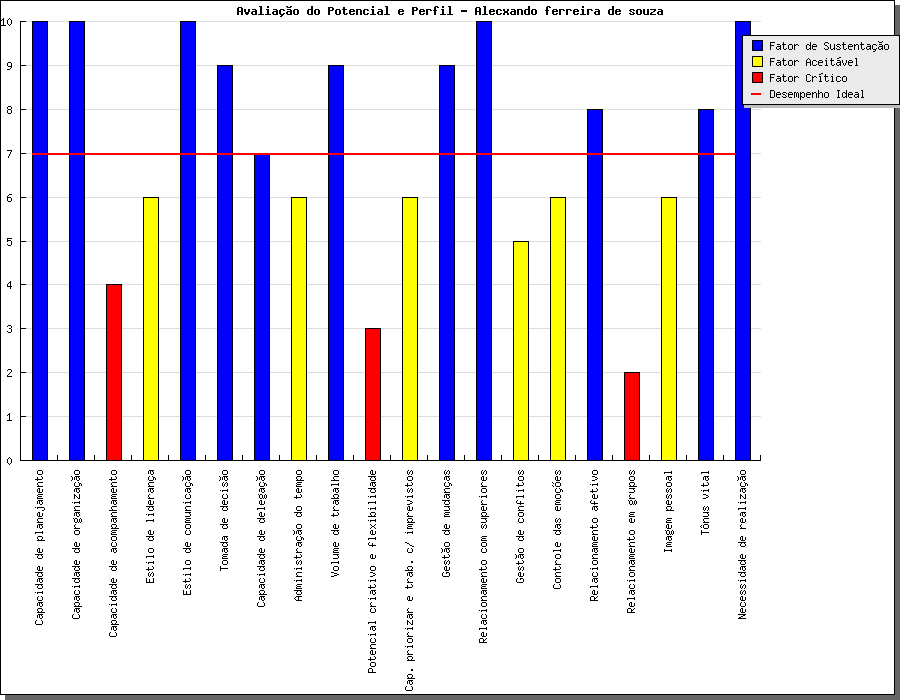 Avaliação do Potencial e Perfil - Alecxando ferreira de souza
10
9
8
7
6
5
4
3
2
1
0
Fator de Sustentação
Fator Aceitável
Fator Crítico
Desempenho Ideal
Capacidade de planejamento
Capacidade de organização
Capacidade de acompanhamento
Estilo de liderança
Estilo de comunicação
Tomada de decisão
Capacidade de delegação
Administração do tempo
Volume de trabalho
Potencial criativo e flexibilidade
Cap. priorizar e trab. c/ imprevistos
Gestão de mudanças
Relacionamento com superiores
Gestão de conflitos
Controle das emoções
Relacionamento afetivo
Relacionamento em grupos
Imagem pessoal
Tônus vital
Necessidade de realização